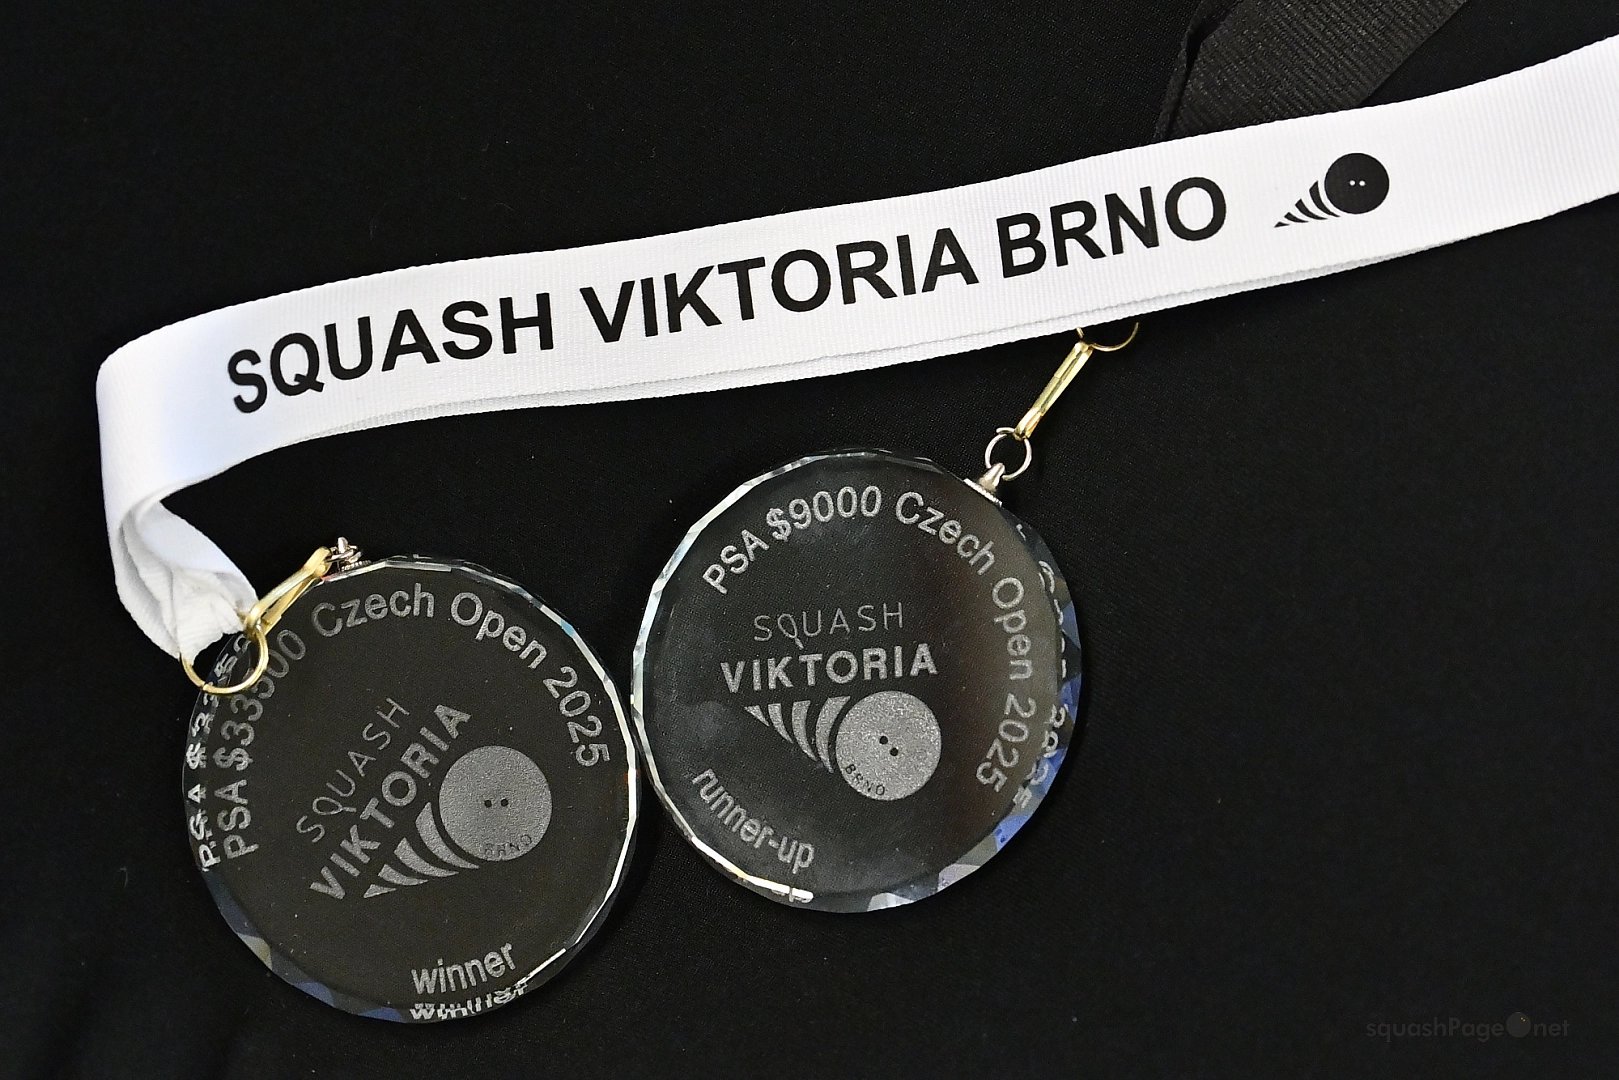 SQUASH VIKTORIA BRNO
PSA $33500 Czech Open 2025
SQUASH
VIKTORIA
BRNO
winner
PSA $9000 Czech Open 2025
SQUASH
VIKTORIA
BRNO
runner-up
squashPage net